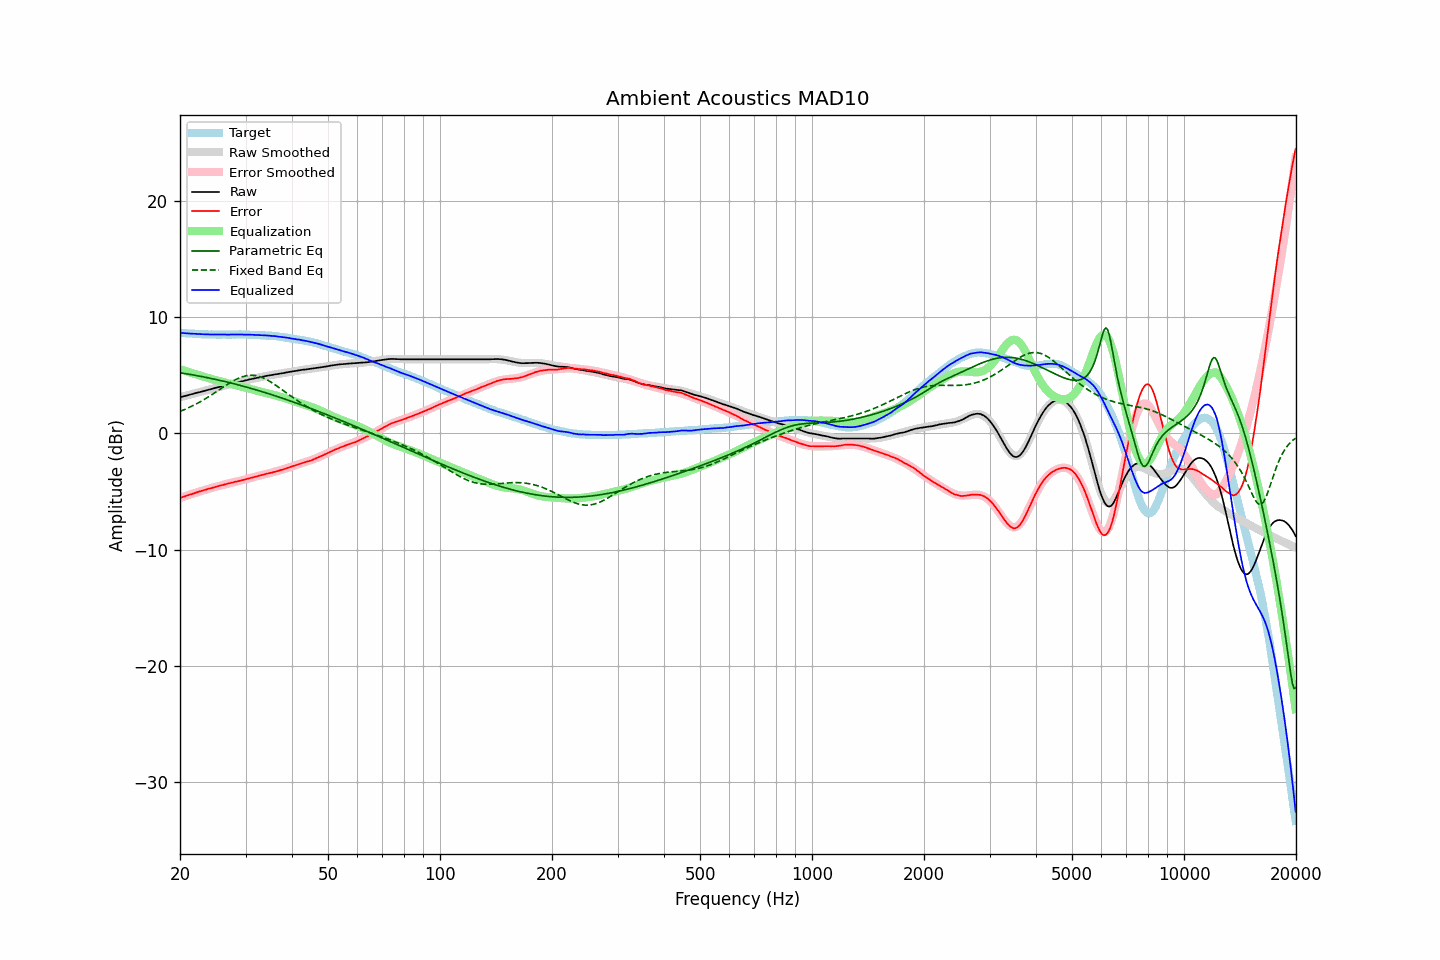 Ambient Acoustics MAD10
Target
Raw Smoothed
Error Smoothed
Raw
Error
Equalization
Parametric Eq
Fixed Band Eq
Equalized
20
10
0
−10
−20
−30
Amplitude (dBr)
20 50 100 200 500 1000 2000 5000 10000 20000
Frequency (Hz)